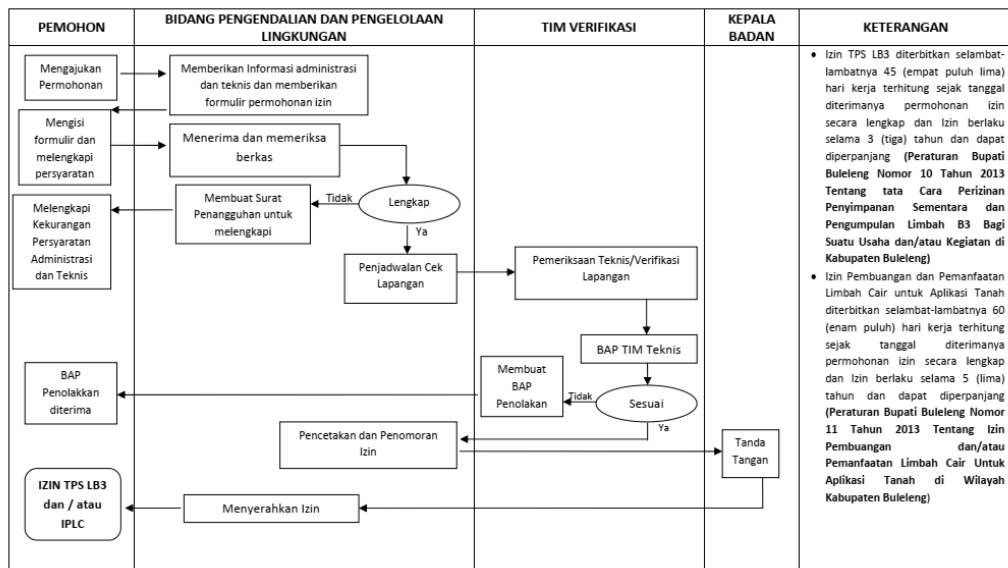 PEMOHON
BIDANG PENGENDALIAN DAN PENGELOLAAN
LINGKUNGAN
TIM VERIFIKASI
KEPALA
BADAN
KETERANGAN
Mengajukan
Permohonan
Memberikan Informasi administrasi
dan teknis dan memberikan
formulir permohonan izin
Mengisi
formulir dan
melengkapi
persyaratan
Menerima dan memeriksa
berkas
Lengkap
Tidak
Membuat Surat
Penangguhan untuk
melengkapi
Melengkapi
Kekurangan
Persyaratan
Administrasi
dan Teknis
Ya
Penjadwalan Cek
Lapangan
Pemeriksaan Teknis/Verifikasi
Lapangan
BAP TIM Teknis
Sesuai
Tidak
Membuat
BAP
Penolakan
BAP
Penolakkan
diterima
Ya
Pencetakan dan Penomoran
Izin
Tanda
Tangan
Menyerahkan Izin
IZIN TPS LB3
dan / atau
IPLC
• Izin TPS LB3 diterbitkan selambat-
lambatnya 45 (empat puluh lima)
hari kerja terhitung sejak tanggal
diterimanya permohonan izin
secara lengkap dan Izin berlaku
selama 3 (tiga) tahun dan dapat
diperpanjang (Peraturan Bupati
Buleleng Nomor 10 Tahun 2013
Tentang tata Cara Perizinan
Penyimpanan Sementara dan
Pengumpulan Limbah B3 Bagi
Suatu Usaha dan/atau Kegiatan di
Kabupaten Buleleng)
• Izin Pembuangan dan Pemanfaatan
Limbah Cair untuk Aplikasi Tanah
diterbitkan selambat-lambatnya 60
(enam puluh) hari kerja terhitung
sejak tanggal diterimanya
permohonan izin secara lengkap
dan Izin berlaku selama 5 (lima)
tahun dan dapat diperpanjang
(Peraturan Bupati Buleleng Nomor
11 Tahun 2013 Tentang Izin
Pembuangan dan/atau
Pemanfaatan Limbah Cair Untuk
Aplikasi Tanah di Wilayah
Kabupaten Buleleng)